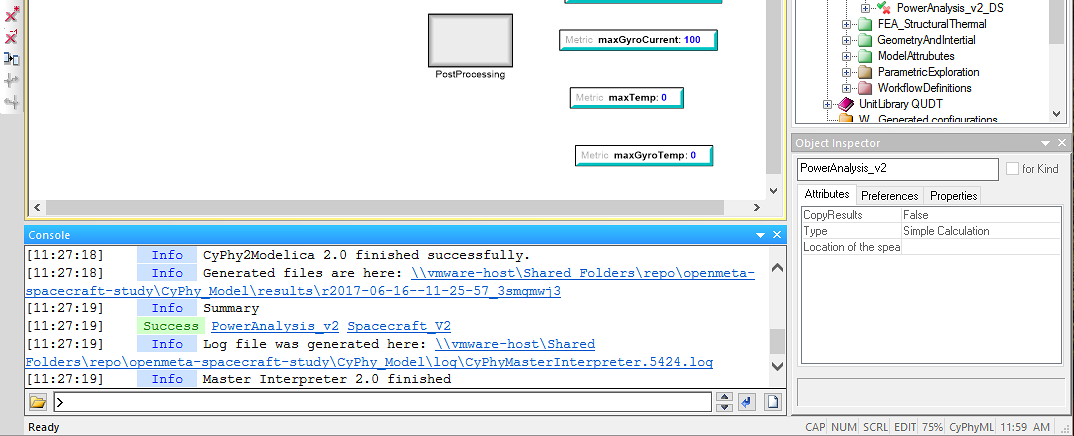 PowerAnalysis_v2_DS
FEA_StructuralThermal
GeometryAndIntertial
ModelAttrubutes
ParametricExploration
WorkflowDefinitions
UnitLibrary QUDT
W_Generated configurations
Metric maxGyroCurrent: 100
PostProcessing
Metric maxTemp: 0
Metric maxGyroTemp: 0
Object Inspector
PowerAnalysis_v2
for Kind
Attributes Preferences Properties
CopyResults False
Type Simple Calculation
Location of the spea
Console
[11:27:18] Info CyPhy2Modelica 2.0 finished successfully.
[11:27:18] Info Generated files are here: \\vmware-host\Shared Folders\repo\openmeta-
spacecraft-study\CyPhy_Model\results\r2017-06-16--11-25-57_3smqmwj3
[11:27:19] Info Summary
[11:27:19] Success PowerAnalysis_v2 Spacecraft_V2
[11:27:19] Info Log file was generated here: \\vmware-host\Shared
Folders\repo\openmeta-spacecraft-study\CyPhy_Model\log\CyPhyMasterInterpreter.5424.log
[11:27:19] Info Master Interpreter 2.0 finished
>
Ready
CAP NUM SCRL EDIT 75% CyPhyML 11:59 AM